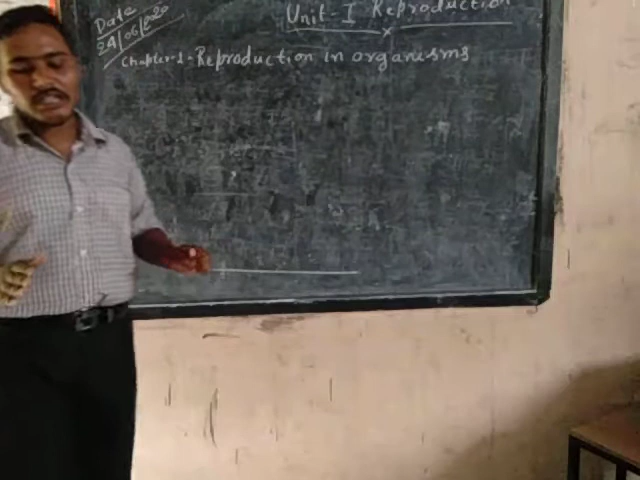 Date
24/06/2020
Unit-I Reproduction
Chapter-1-Reproduction in organisms